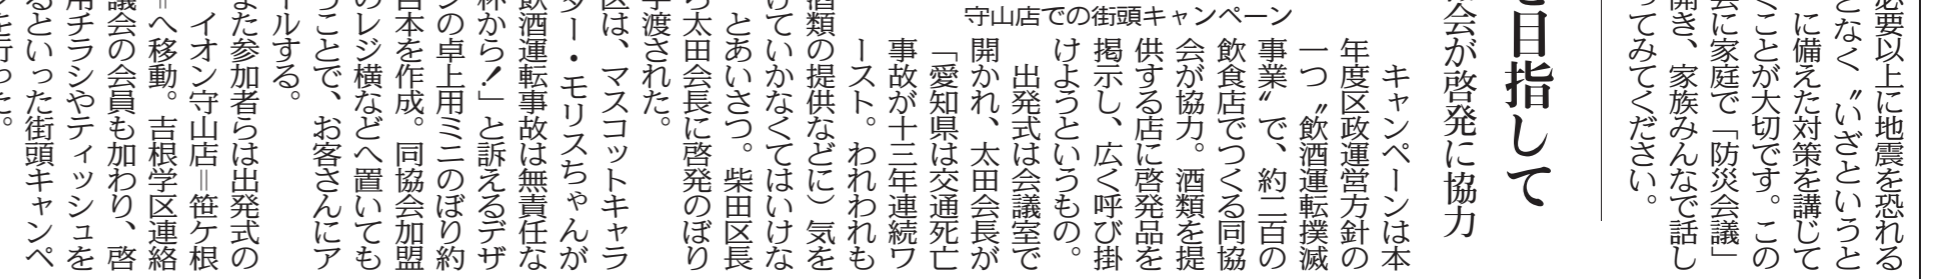 必要以上に地震を恐れる
となく〝いざというと
に備えた対策を講じて
くことが大切です。この
会に家庭で「防災会議」
開き、家族みんなで話し
ってみてください。
を目指して
会が啓発に協力
守山店での街頭キャンペーン
キャンペーンは本
年度区政運営方針の
一つ〝飲酒運転撲滅
事業〟で、約二百の
飲食店でつくる同協
会が協力。酒類を提
供する店に啓発品を
掲示し、広く呼び掛
けようというもの。
出発式は会議室で
開かれ、太田会長が
「愛知県は交通死亡
事故が十三年連続ワ
ースト。われわれも
酒類の提供などに）気を
けていかなくてはいけな
とあいさつ。柴田区長
ら太田会長に啓発のぼり
手渡された。
区は、マスコットキャラ
ター・モリスちゃんが
飲酒運転事故は無責任な
杯から！」と訴えるデザ
ンの卓上用ミニのぼり約
百本を作成。同協会加盟
のレジ横などへ置いても
うことで、お客さんにア
ールする。
また参加者らは出発式の
イオン守山店＝笹ケ根
＝へ移動。吉根学区連絡
議会の会員も加わり、啓
用チラシやティッシュを
るといった街頭キャンペ
を行った。